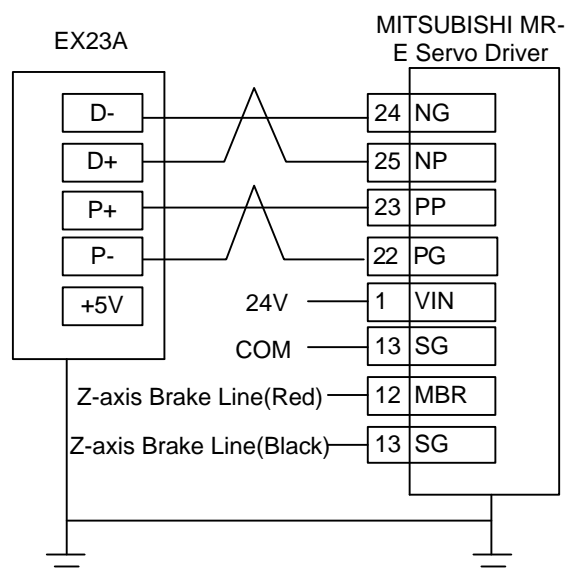 EX23A
MITSUBISHI MR-
E Servo Driver
D- 24 NG
D+ 25 NP
P+ 23 PP
P- 22 PG
+5V 24V 1 VIN
COM 13 SG
Z-axis Brake Line(Red) 12 MBR
Z-axis Brake Line(Black) 13 SG